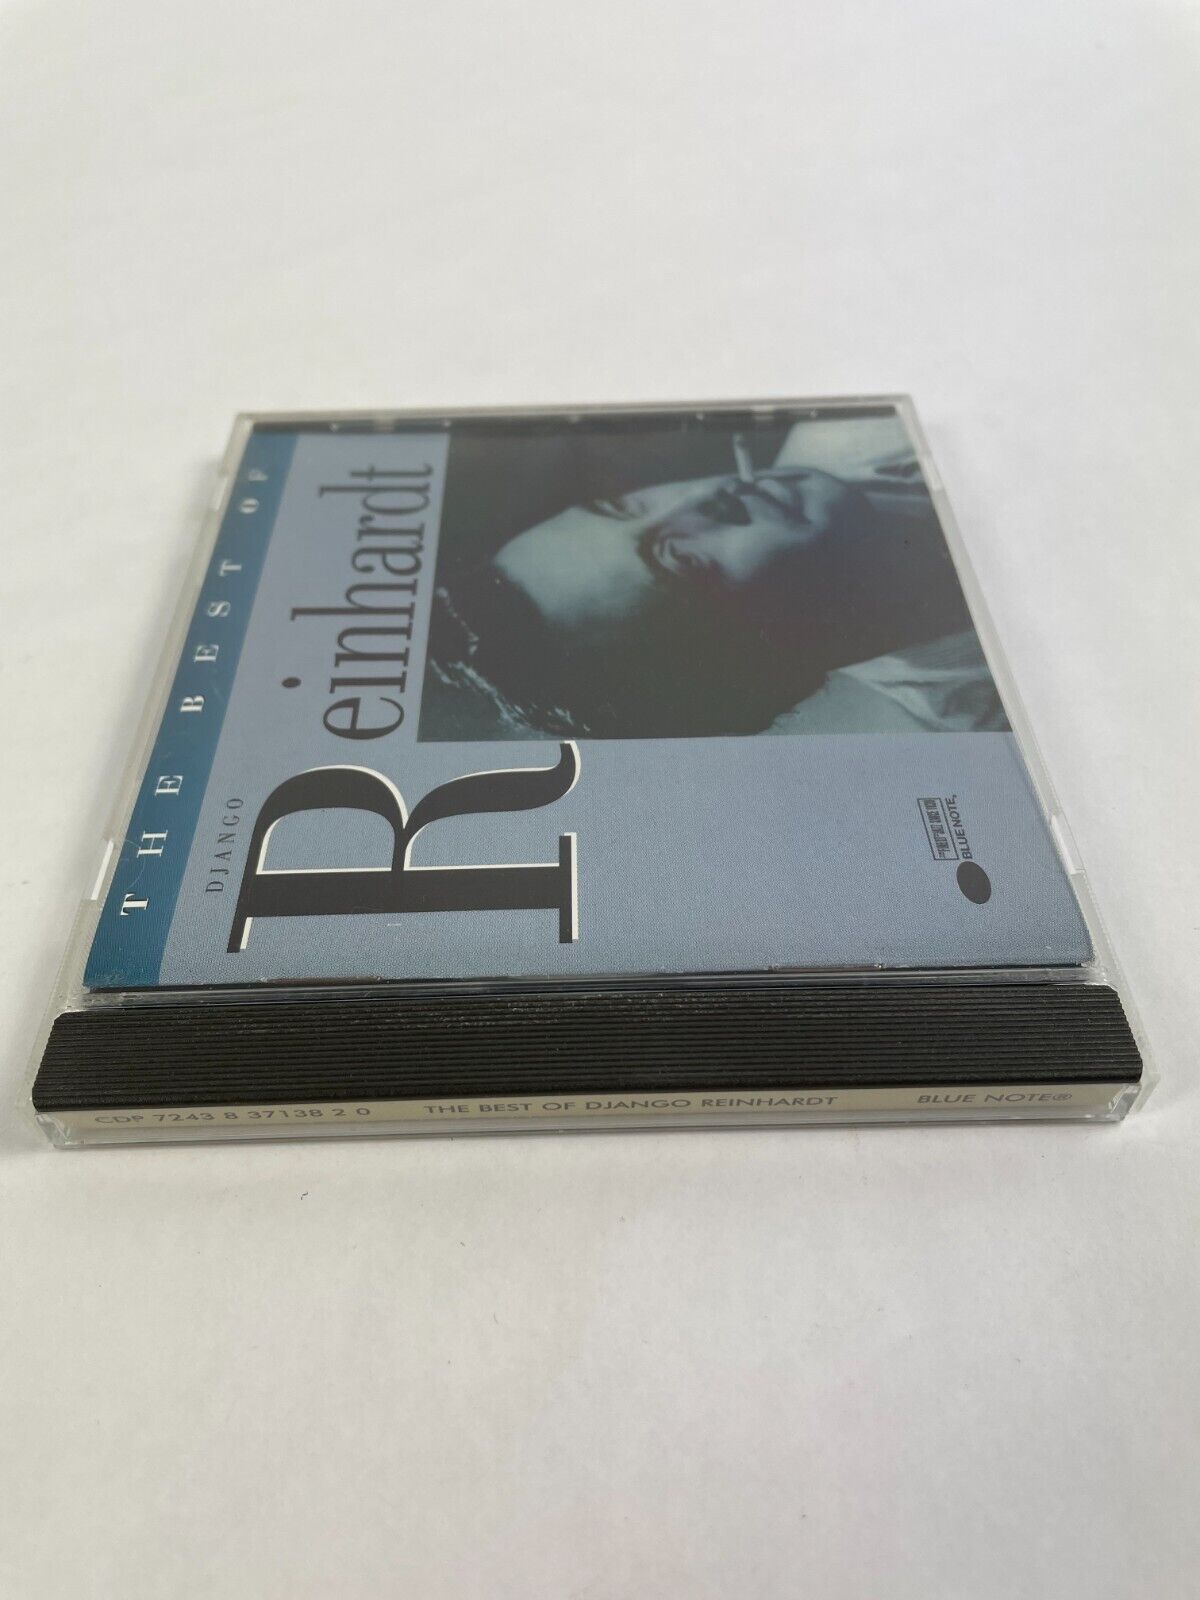 THE BEST OF
DJANGO
Reinhardt
BLUE NOTE®
CDP 7243 8 37138 2 0 THE BEST OF DJANGO REINHARDT BLUE NOTE®